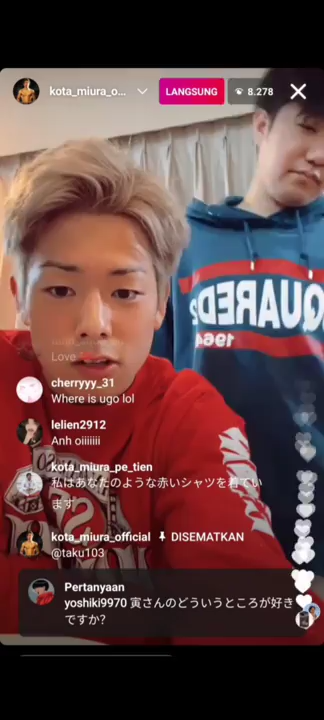 kota_miura_o...
LANGSUNG
8.278
QUARED2
1964
Love
cherryyy_31
Where is ugo lol
lelien2912
Anh oiiiiiii
kota_miura_pe_tien
私はあなたのような赤いシャツを着てい
ます
kota_miura_official DISEMATKAN
@taku103
Pertanyaan
yoshiki9970 寅さんのどういうところが好き
ですか?